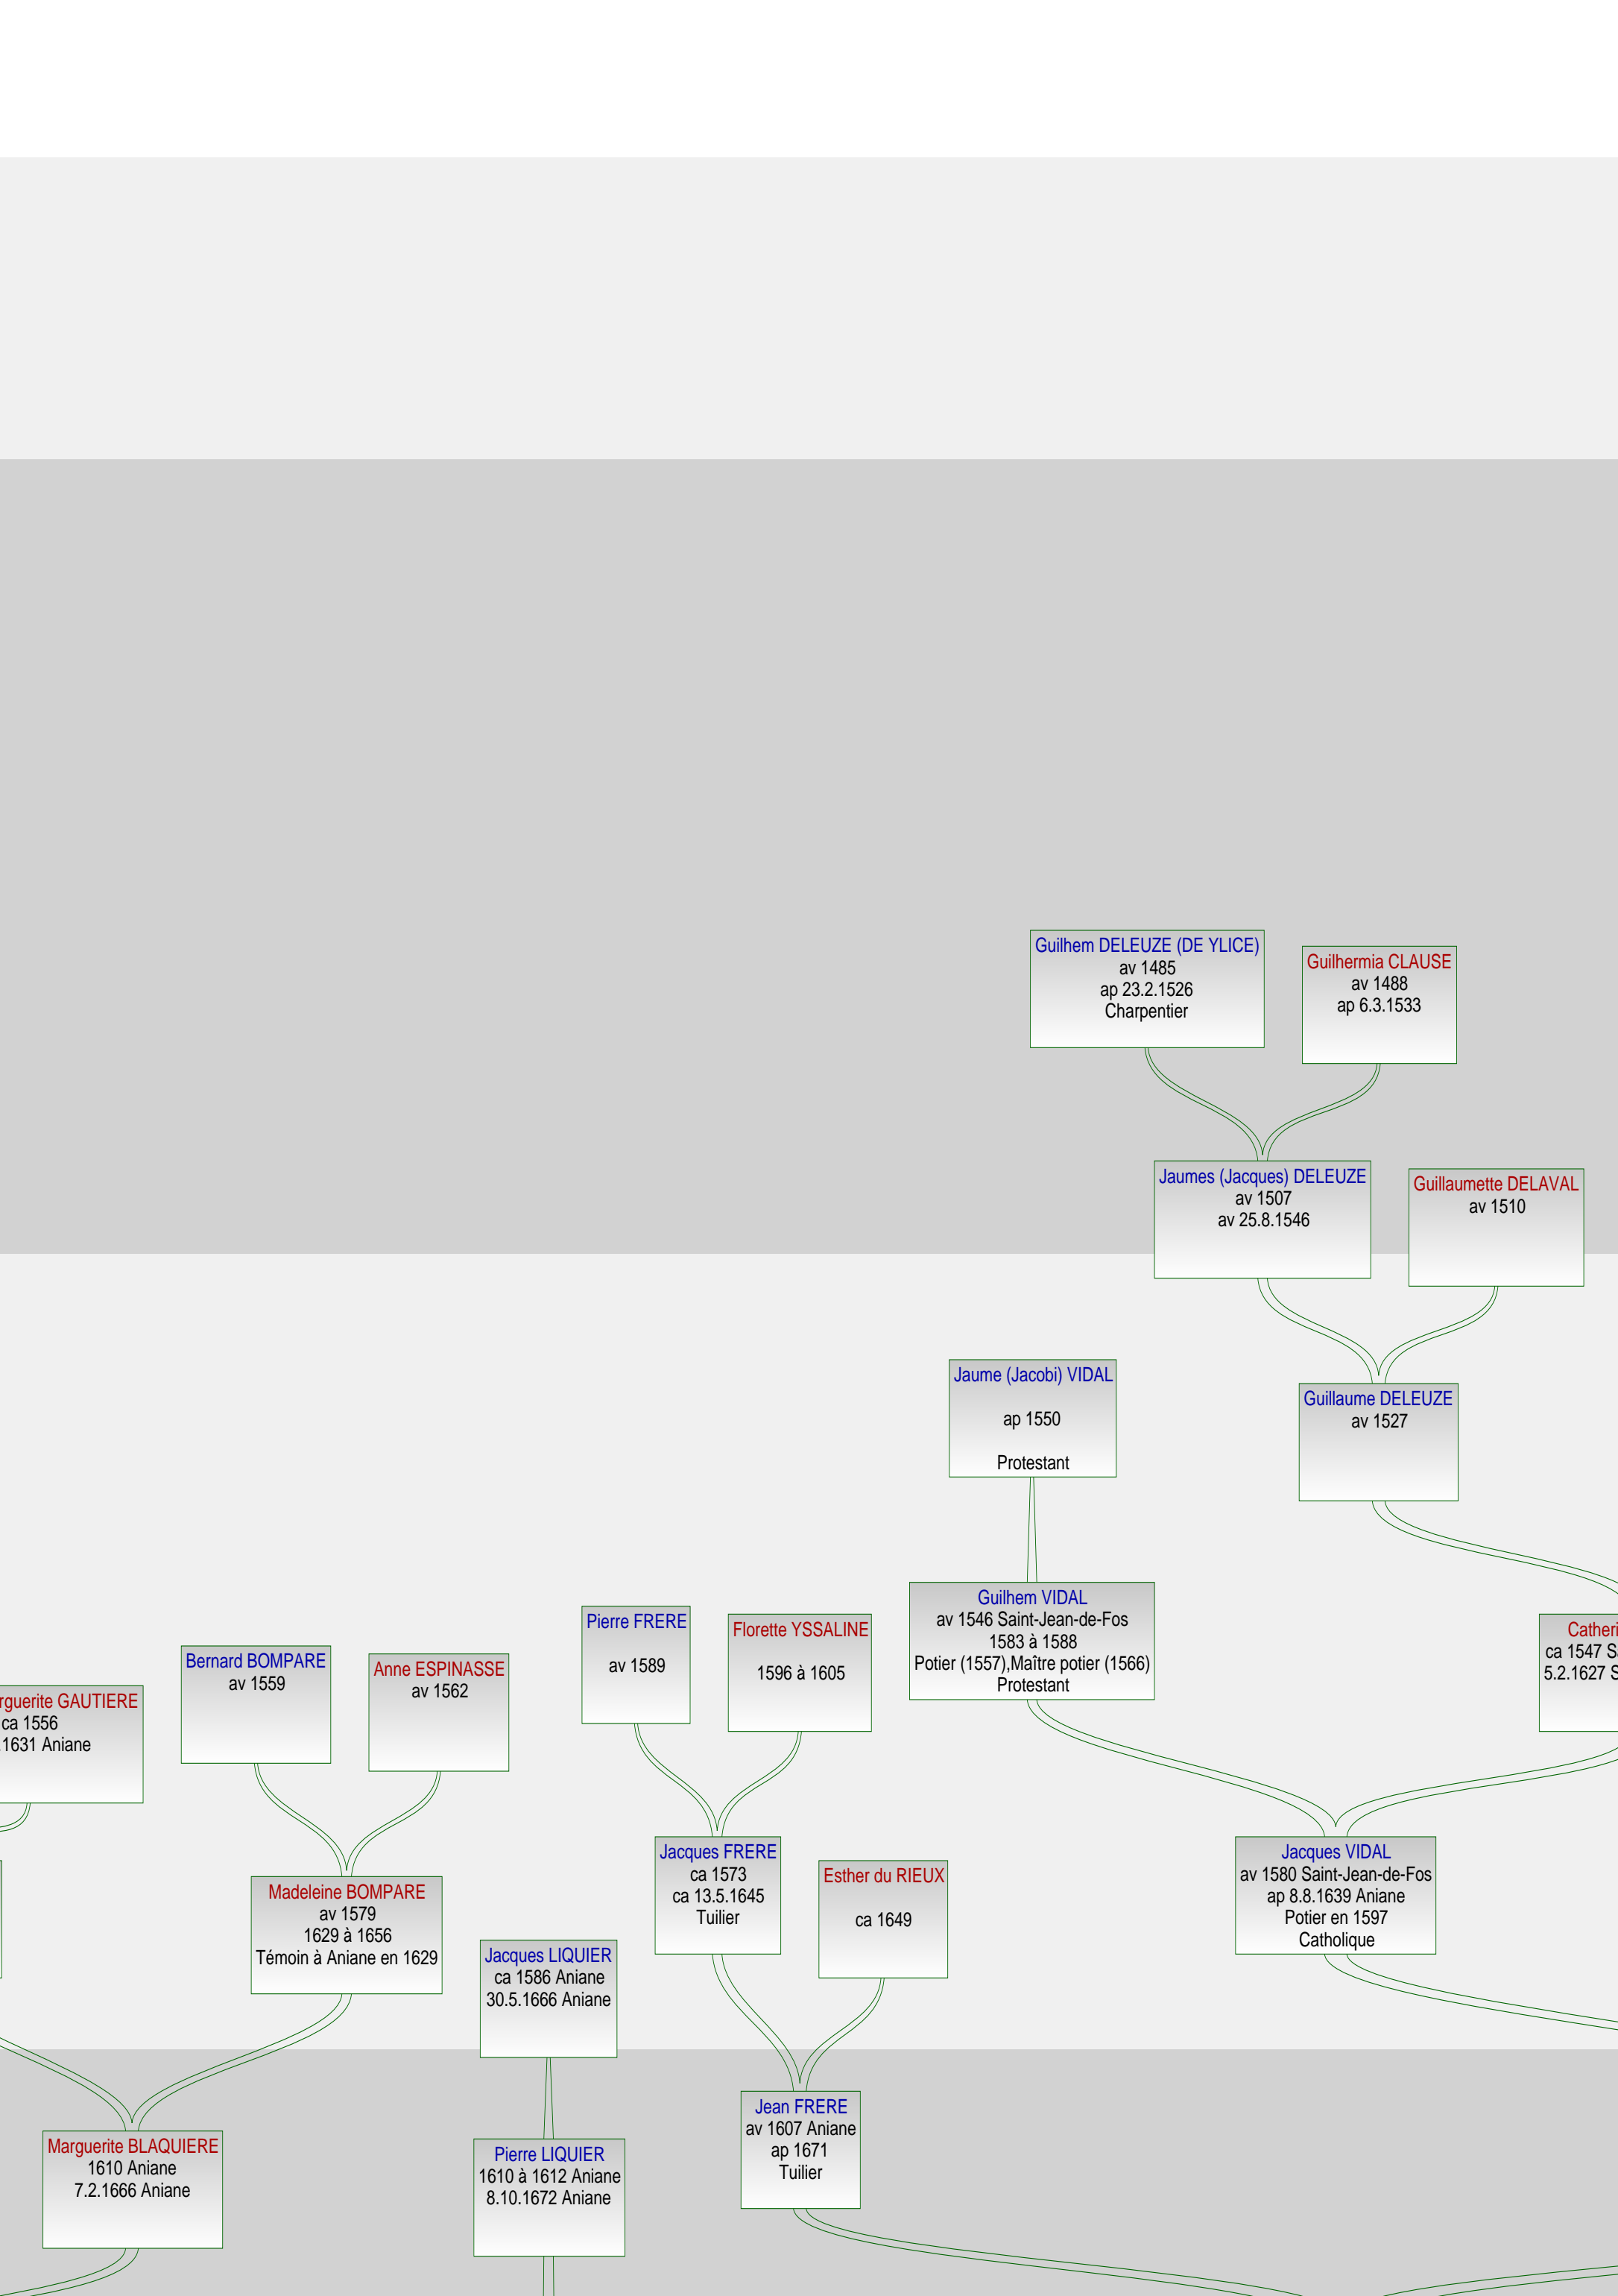 Guilhem DELEUZE (DE YLICE)
av 1485
ap 23.2.1526
Charpentier
Guilhermia CLAUSE
av 1488
ap 6.3.1533
Jaumes (Jacques) DELEUZE
av 1507
av 25.8.1546
Guillaumette DELAVAL
av 1510
Jaume (Jacobi) VIDAL
ap 1550
Protestant
Guillaume DELEUZE
av 1527
Guilhem VIDAL
av 1546 Saint-Jean-de-Fos
1583 à 1588
Potier (1557),Maître potier (1566)
Protestant
Pierre FRERE
av 1589
Florette YSSALINE
1596 à 1605
Catheri
ca 1547 S
5.2.1627 S
Bernard BOMPARE
av 1559
Anne ESPINASSE
av 1562
rguerite GAUTIERE
ca 1556
.1631 Aniane
Jacques FRERE
ca 1573
ca 13.5.1645
Tuilier
Esther du RIEUX
ca 1649
Jacques VIDAL
av 1580 Saint-Jean-de-Fos
ap 8.8.1639 Aniane
Potier en 1597
Catholique
Madeleine BOMPARE
av 1579
1629 à 1656
Témoin à Aniane en 1629
Jacques LIQUIER
ca 1586 Aniane
30.5.1666 Aniane
Jean FRERE
av 1607 Aniane
ap 1671
Tuilier
Marguerite BLAQUIERE
1610 Aniane
7.2.1666 Aniane
Pierre LIQUIER
1610 à 1612 Aniane
8.10.1672 Aniane